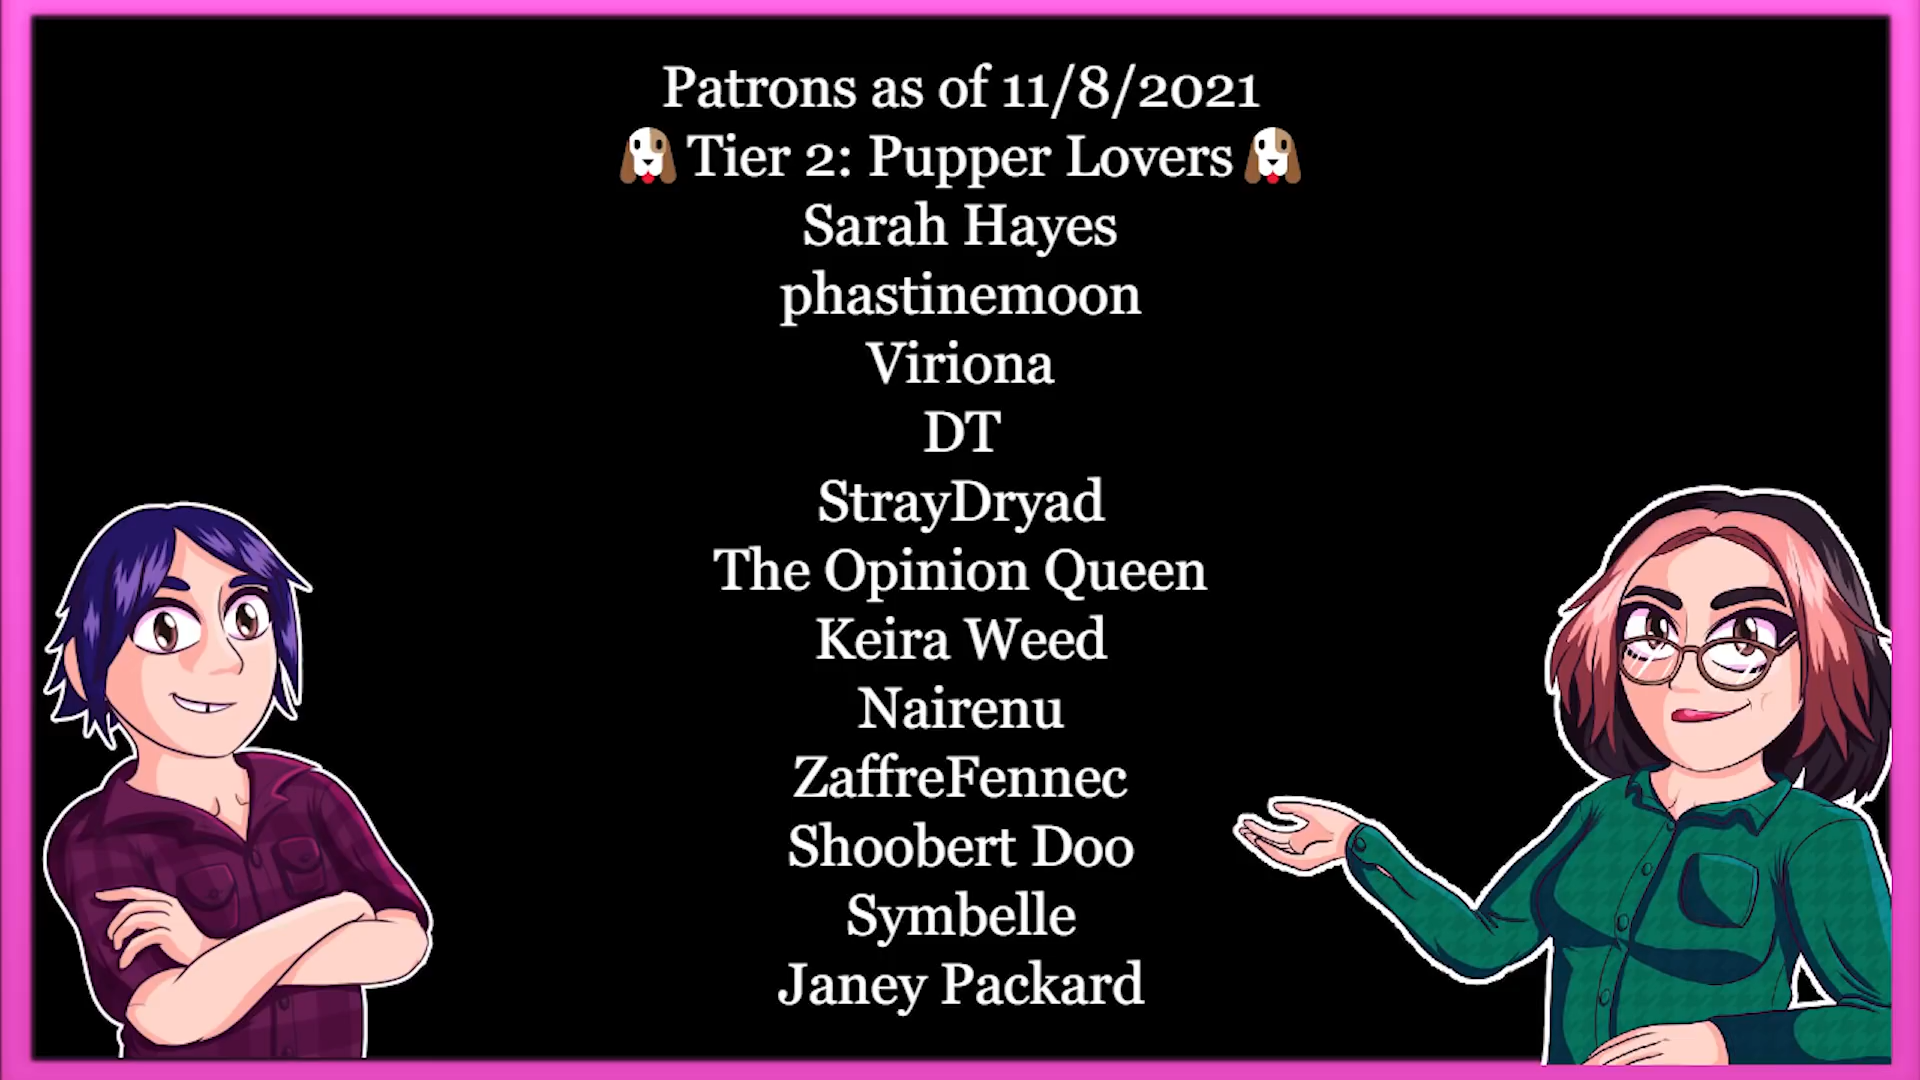 Patrons as of 11/8/2021
🐶Tier 2: Pupper Lovers🐶
Sarah Hayes
phastinemoon
Viriona
DT
StrayDryad
The Opinion Queen
Keira Weed
Nairenu
ZaffreFennec
Shoobert Doo
Symbelle
Janey Packard